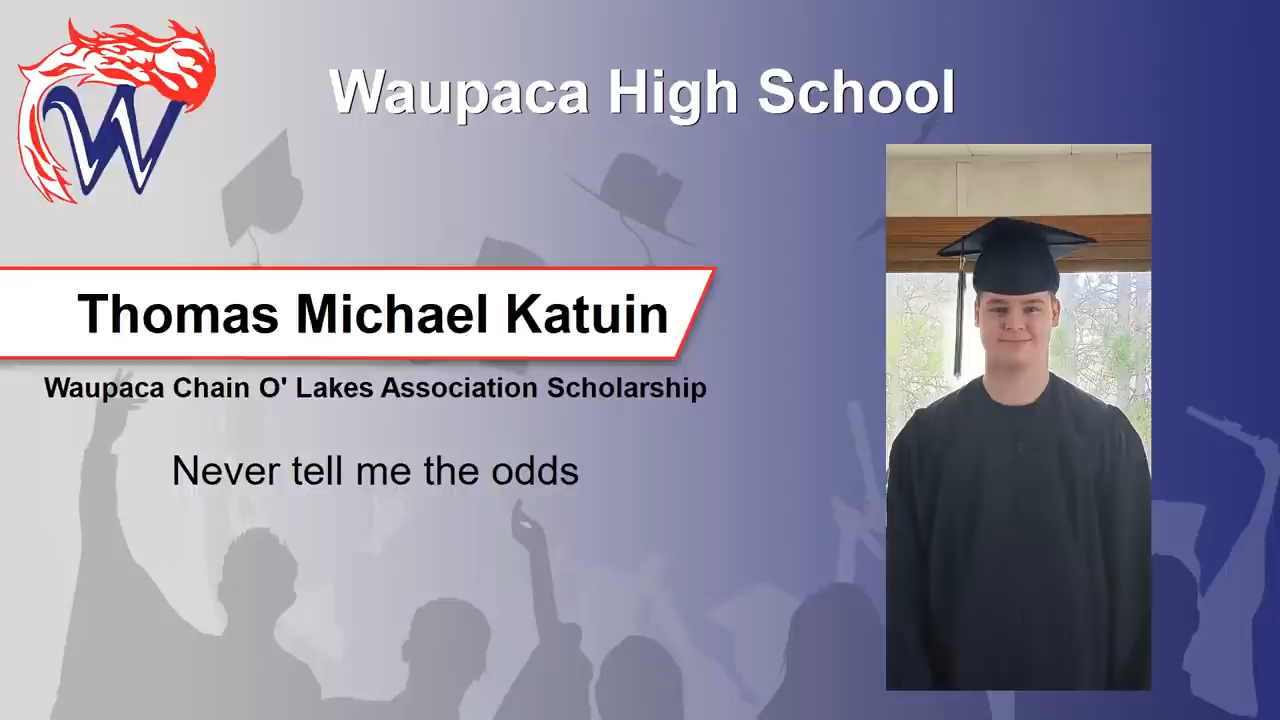 W
Waupaca High School
Thomas Michael Katuin
Waupaca Chain O' Lakes Association Scholarship
Never tell me the odds